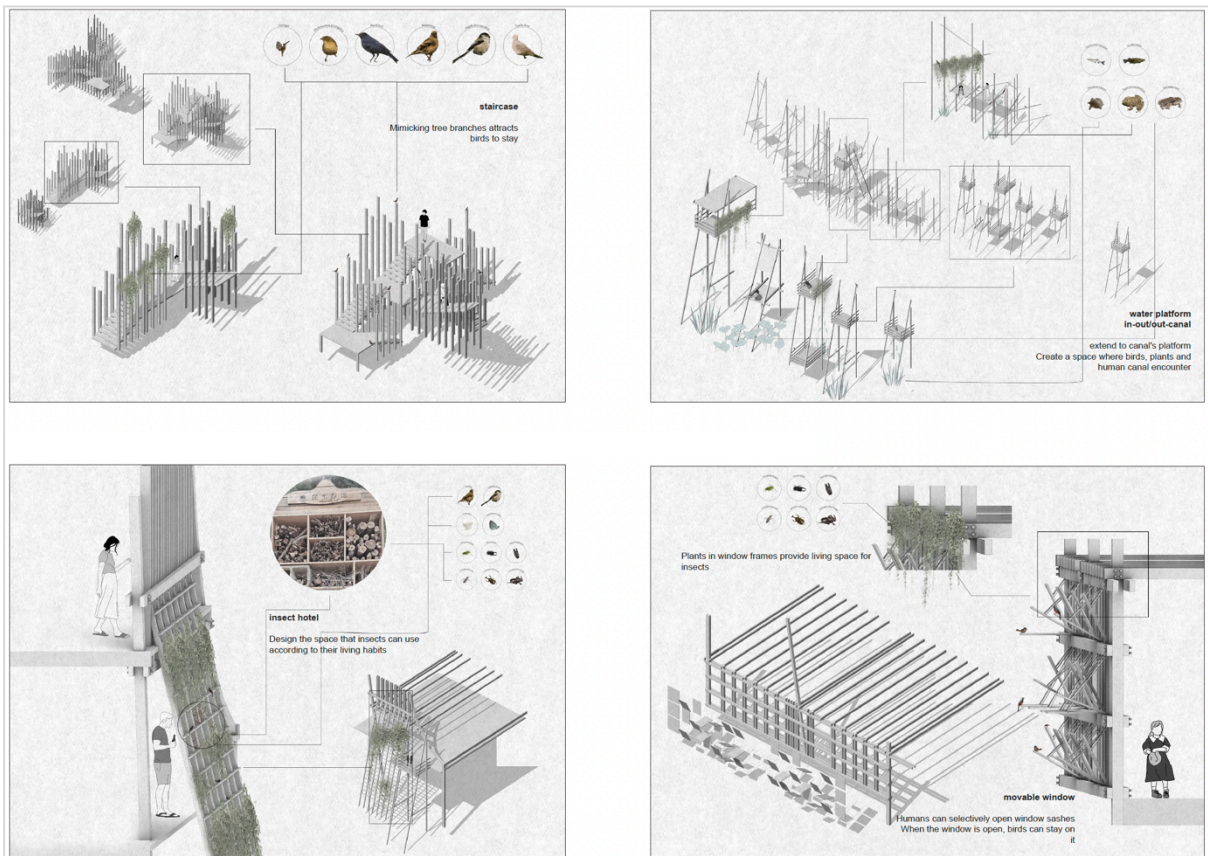 staircase
Mimicking tree branches attracts
birds to stay
water platform
in-out/out-canal
extend to canal's platform
Create a space where birds, plants and
human canal encounter
insect hotel
Design the space that insects can use
according to their living habits
Plants in window frames provide living space for
insects
movable window
Humans can selectively open window sashes
When the window is open, birds can stay on
it